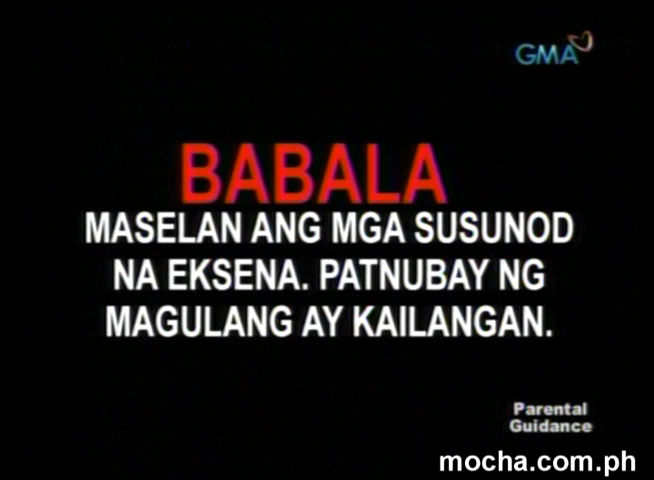 GMA
BABALA
MASELAN ANG MGA SUSUNOD
NA EKSENA. PATNUBAY NG
MAGULANG AY KAILANGAN.
Parental
Guidance
mocha.com.ph